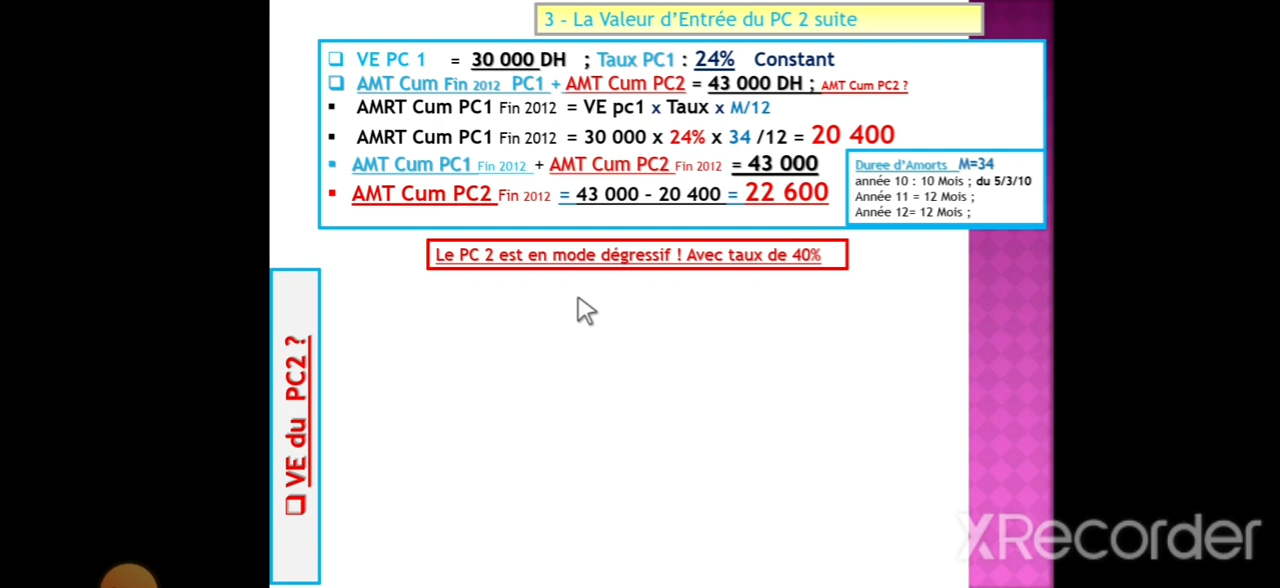 3 - La Valeur d’Entrée du PC 2 suite
❑ VE PC 1 = 30 000 DH ; Taux PC1 : 24% Constant
❑ AMT Cum Fin 2012 PC1 + AMT Cum PC2 = 43 000 DH ; AMT Cum PC2 ?
▪ AMRT Cum PC1 Fin 2012 = VE pc1 x Taux x M/12
▪ AMRT Cum PC1 Fin 2012 = 30 000 x 24% x 34 /12 = 20 400
▪ AMT Cum PC1 Fin 2012 + AMT Cum PC2 Fin 2012 = 43 000
▪ AMT Cum PC2 Fin 2012 = 43 000 - 20 400 = 22 600
Duree d’Amorts M=34
année 10 : 10 Mois ; du 5/3/10
Année 11 = 12 Mois ;
Année 12= 12 Mois ;
Le PC 2 est en mode dégressif ! Avec taux de 40%
❑ VE du PC2 ?
XRecorder